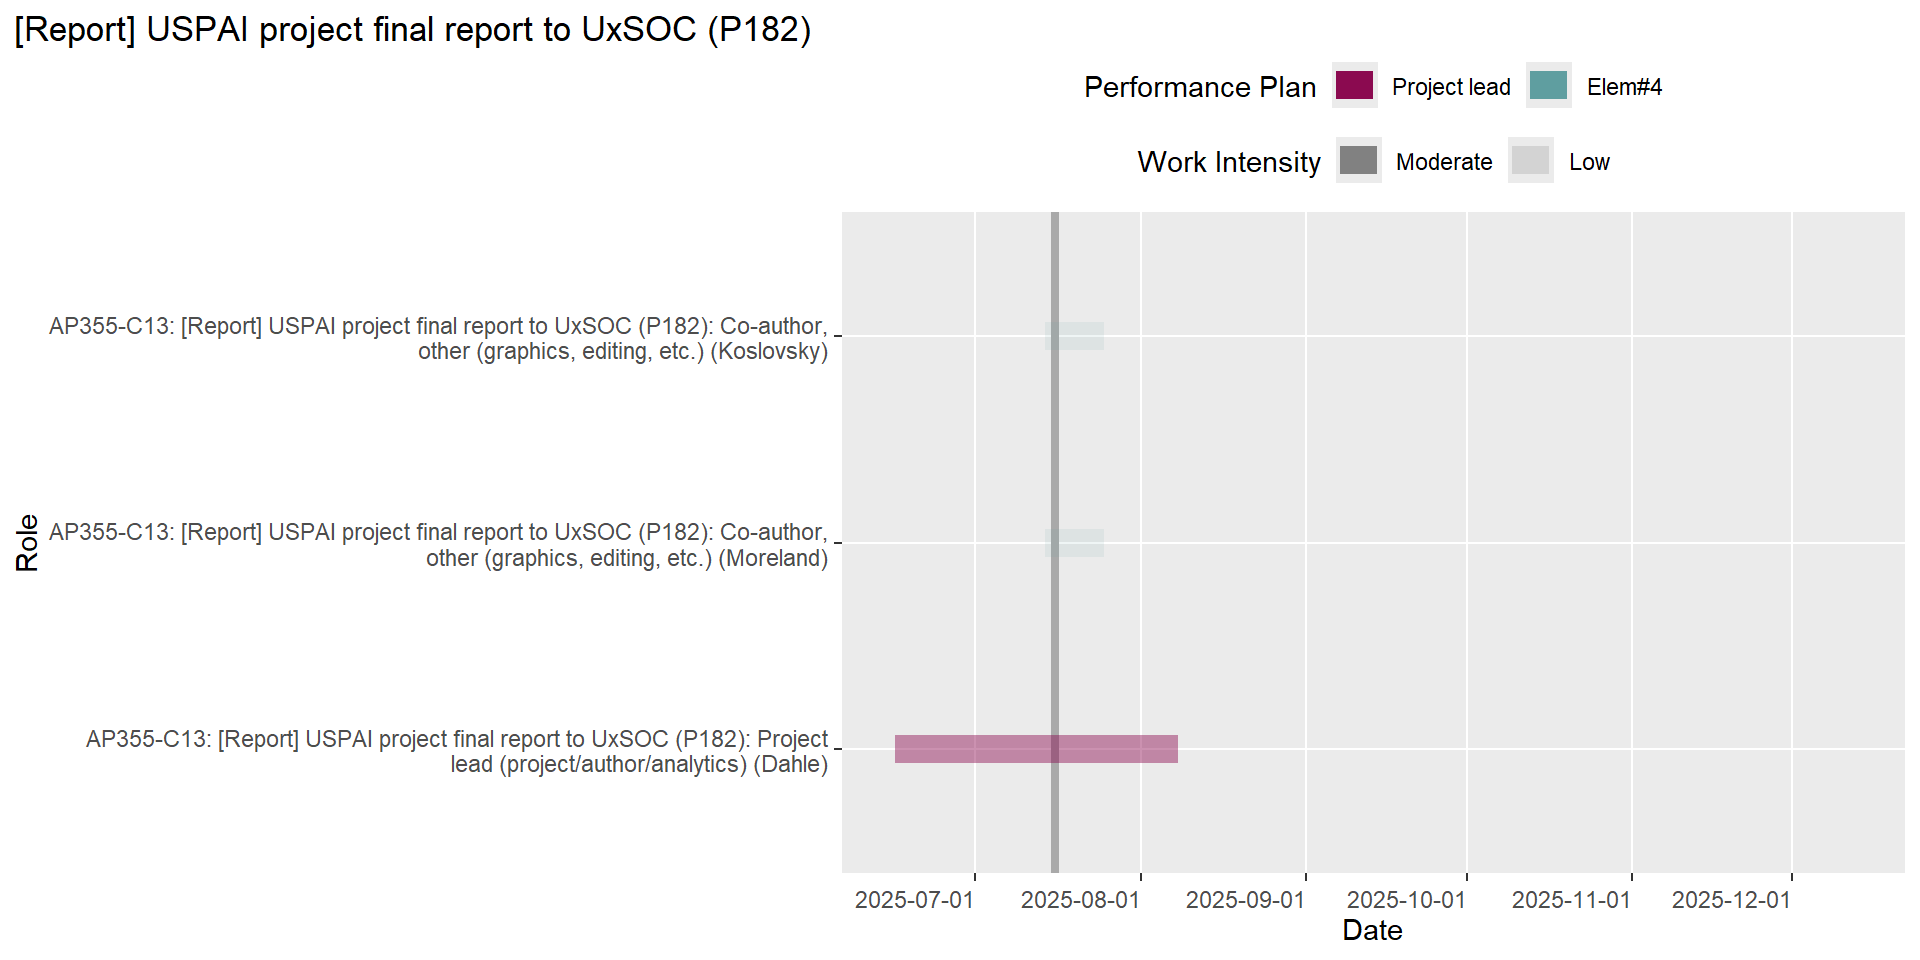 [Report] USPAI project final report to UxSOC (P182)
Performance Plan Project lead Elem#4
Work Intensity Moderate Low
AP355-C13: [Report] USPAI project final report to UxSOC (P182): Co-author,
other (graphics, editing, etc.) (Koslovsky)
Role
AP355-C13: [Report] USPAI project final report to UxSOC (P182): Co-author,
other (graphics, editing, etc.) (Moreland)
AP355-C13: [Report] USPAI project final report to UxSOC (P182): Project
lead (project/author/analytics) (Dahle)
2025-07-01 2025-08-01 2025-09-01 2025-10-01 2025-11-01 2025-12-01
Date